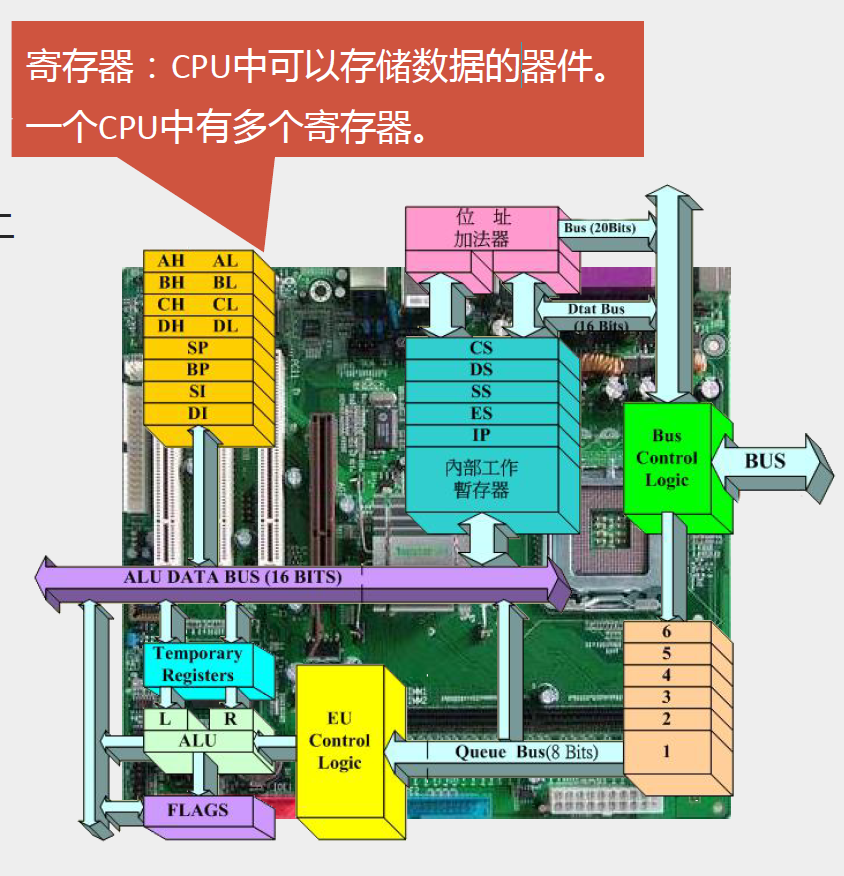 寄存器：CPU中可以存储数据的器件。
一个CPU中有多个寄存器。
位 址
加法器
Bus (20Bits)
Dtat Bus
(16 Bits)
AH AL
BH BL
CH CL
DH DL
SP
BP
SI
DI
CS
DS
SS
ES
IP
內部工作
暫存器
Bus
Control
Logic
BUS
ALU DATA BUS (16 BITS)
Temporary
Registers
L R
ALU
FLAGS
EU
Control
Logic
Queue Bus(8 Bits)
6
5
4
3
2
1